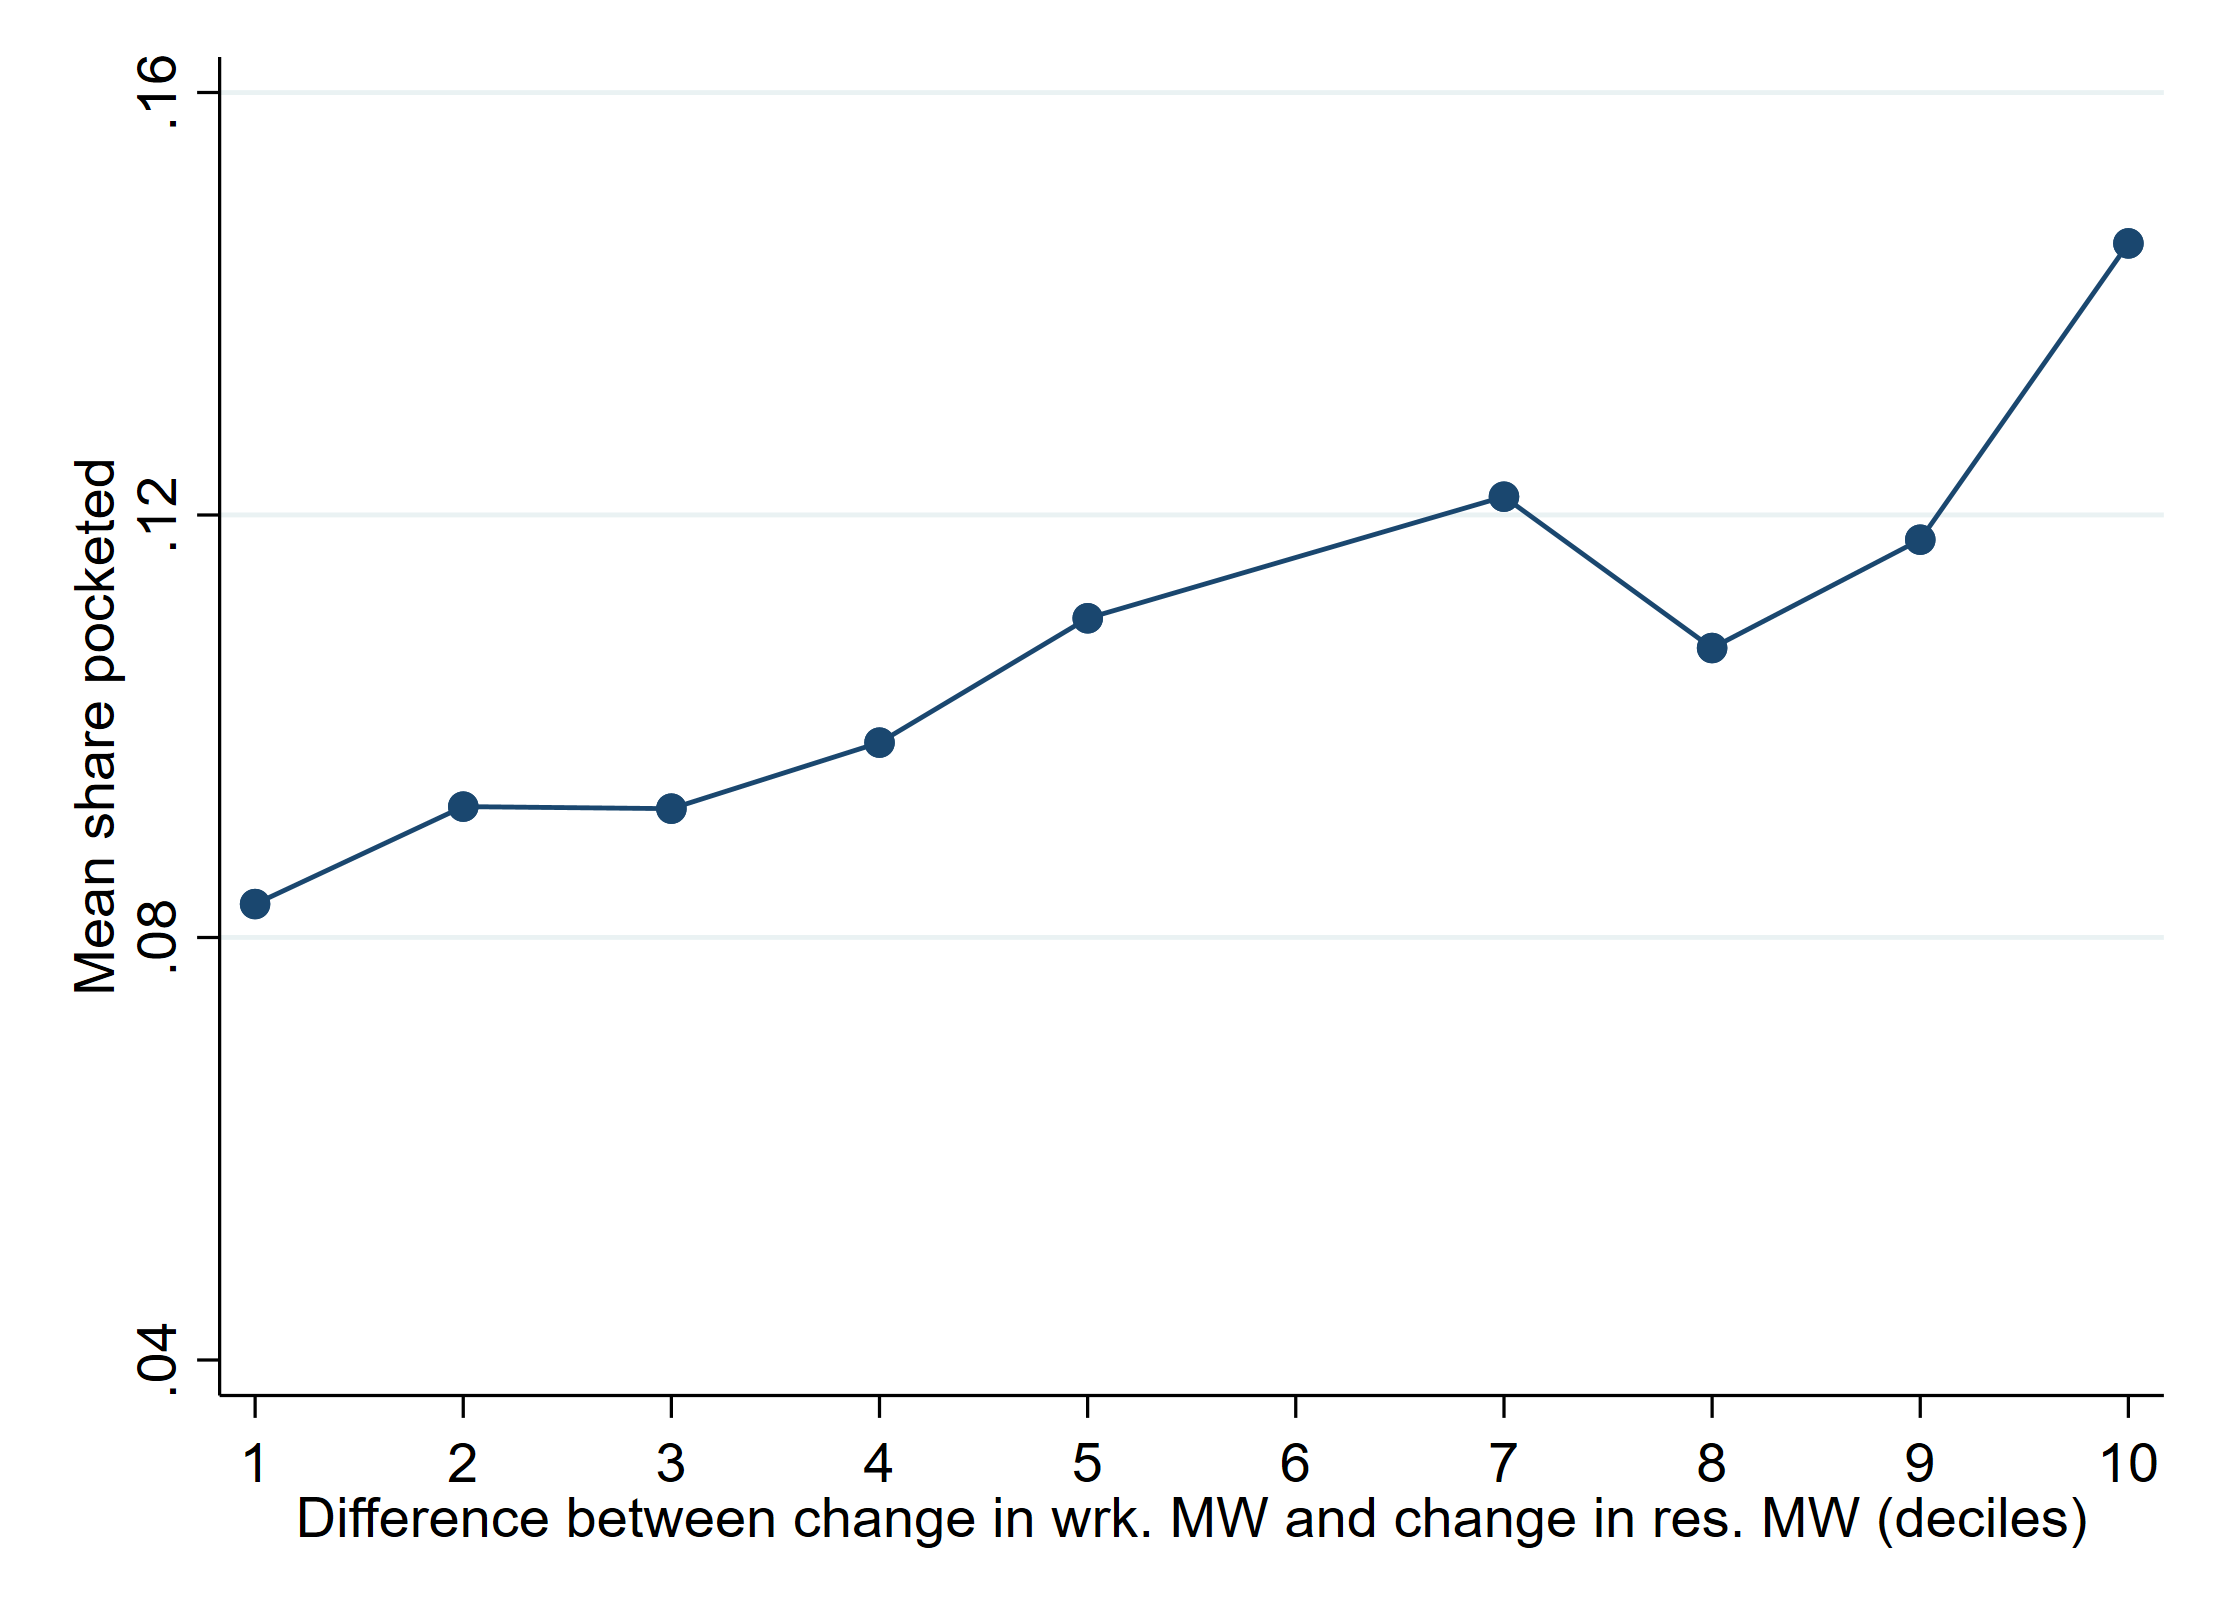 Mean share pocketed
.16
.12
.08
.04
1 2 3 4 5 6 7 8 9 10
Difference between change in wrk. MW and change in res. MW (deciles)